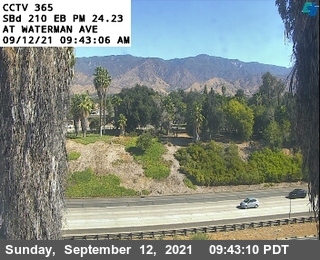 CCTV 365
SBd 210 EB PM 24.23
AT WATERMAN AVE
09/12/21 09:43:06 AM
Sunday, September 12, 2021 09:43:10 PDT